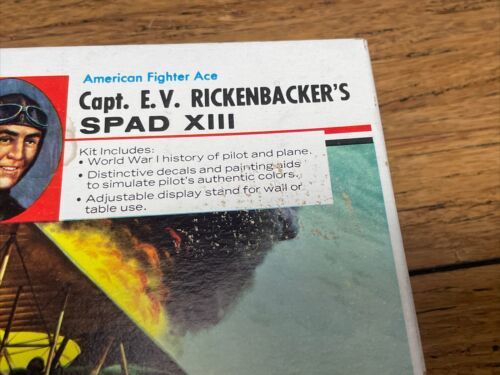 American Fighter Ace
Capt. E.V. RICKENBACKER'S
SPAD XIII
Kit Includes:
• World War I history of pilot and plane.
• Distinctive decals and painting aids
to simulate pilot's authentic colors.
• Adjustable display stand for wall or
table use.